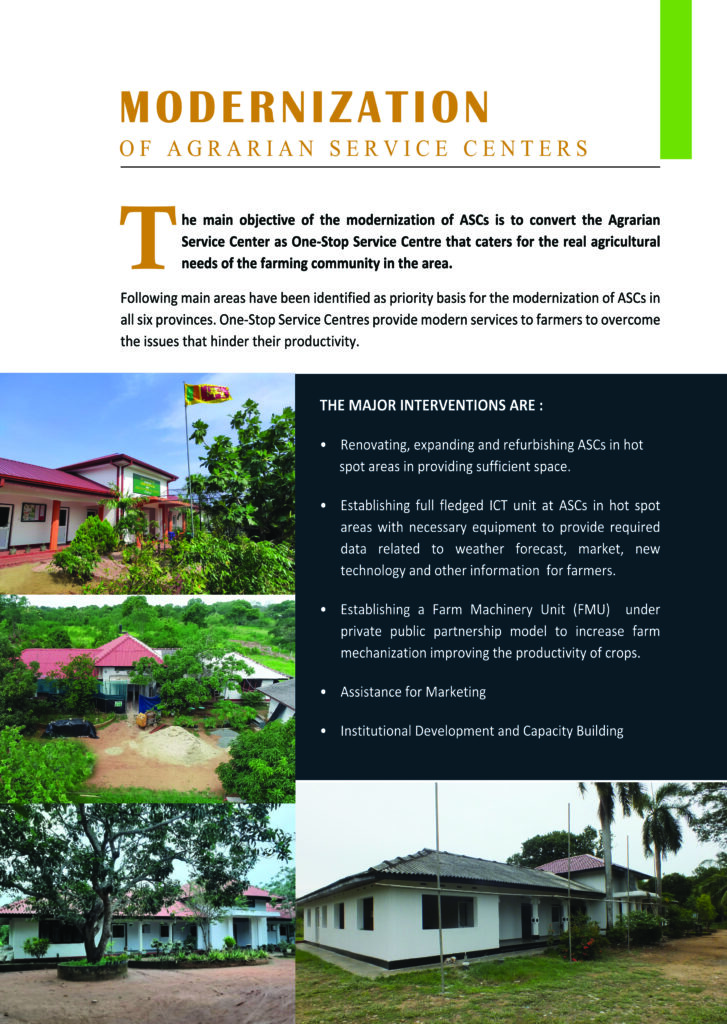 MODERNIZATION
OF AGRARIAN SERVICE CENTERS
The main objective of the modernization of ASCs is to convert the Agrarian
Service Center as One-Stop Service Centre that caters for the real agricultural
needs of the farming community in the area.
Following main areas have been identified as priority basis for the modernization of ASCs in
all six provinces. One-Stop Service Centres provide modern services to farmers to overcome
the issues that hinder their productivity.
THE MAJOR INTERVENTIONS ARE :
• Renovating, expanding and refurbishing ASCs in hot
spot areas in providing sufficient space.
• Establishing full fledged ICT unit at ASCs in hot spot
areas with necessary equipment to provide required
data related to weather forecast, market, new
technology and other information for farmers.
• Establishing a Farm Machinery Unit (FMU) under
private public partnership model to increase farm
mechanization improving the productivity of crops.
• Assistance for Marketing
• Institutional Development and Capacity Building